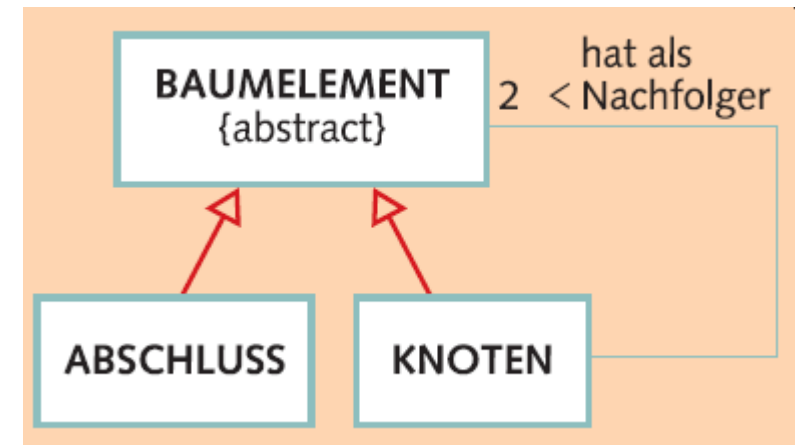 BAUMELEMENT
{abstract}
hat als
2 < Nachfolger
ABSCHLUSS
KNOTEN